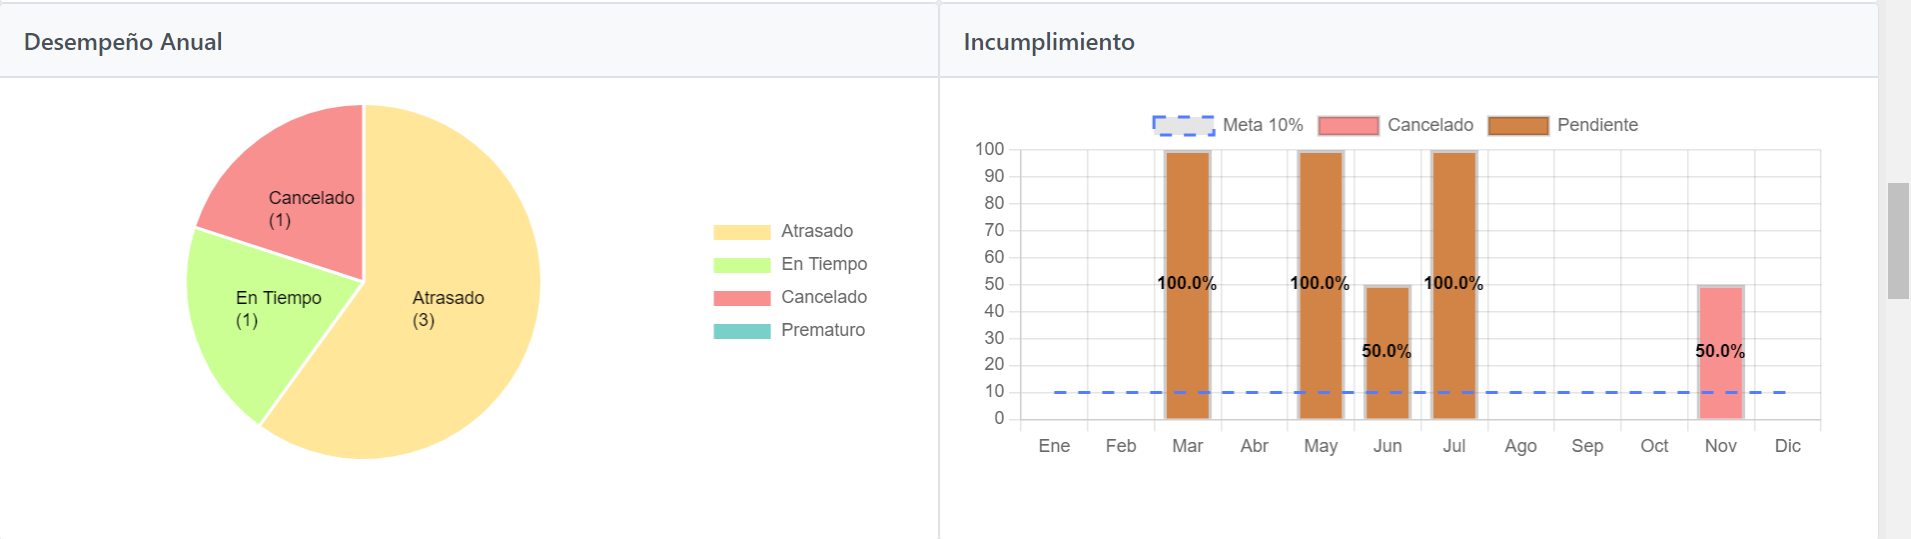 Desempeño Anual
Cancelado
(1)
En Tiempo
(1)
Atrasado
(3)
Atrasado
En Tiempo
Cancelado
Prematuro
Incumplimiento
Meta 10% Cancelado Pendiente
100
90
80
70
60
50
40
30
20
10
0
100.0% 100.0% 100.0%
50.0% 50.0%
Ene Feb Mar Abr May Jun Jul Ago Sep Oct Nov Dic